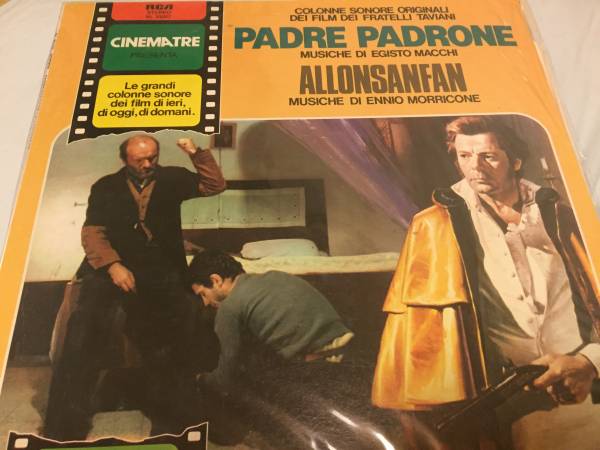 RCA
STEREO
CINEMATRE
PRESENTA
Le grandi
colonne sonore
dei film di ieri,
di oggi, di domani.
COLONNE SONORE ORIGINALI
DEI FILM DEI FRATELLI TAVIANI
PADRE PADRONE
MUSICHE DI EGISTO MACCHI
ALLONSANFAN
MUSICHE DI ENNIO MORRICONE